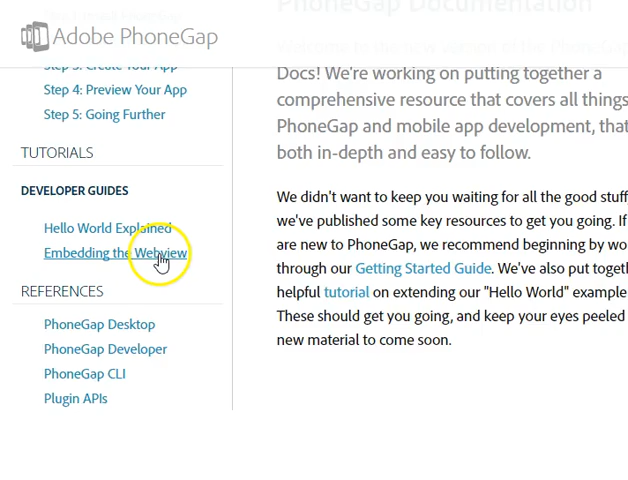 PhoneGap Documentation
Adobe PhoneGap
Step 3: Create Your App
Step 4: Preview Your App
Step 5: Going Further
TUTORIALS
DEVELOPER GUIDES
Hello World Explained
Embedding the Webview
REFERENCES
PhoneGap Desktop
PhoneGap Developer
PhoneGap CLI
Plugin APIs
Docs! We're working on putting together a
comprehensive resource that covers all things
PhoneGap and mobile app development, that
both in-depth and easy to follow.
We didn't want to keep you waiting for all the good stuff,
we've published some key resources to get you going. If
are new to PhoneGap, we recommend beginning by wo
through our Getting Started Guide. We've also put togeth
helpful tutorial on extending our "Hello World" example
These should get you going, and keep your eyes peeled
new material to come soon.